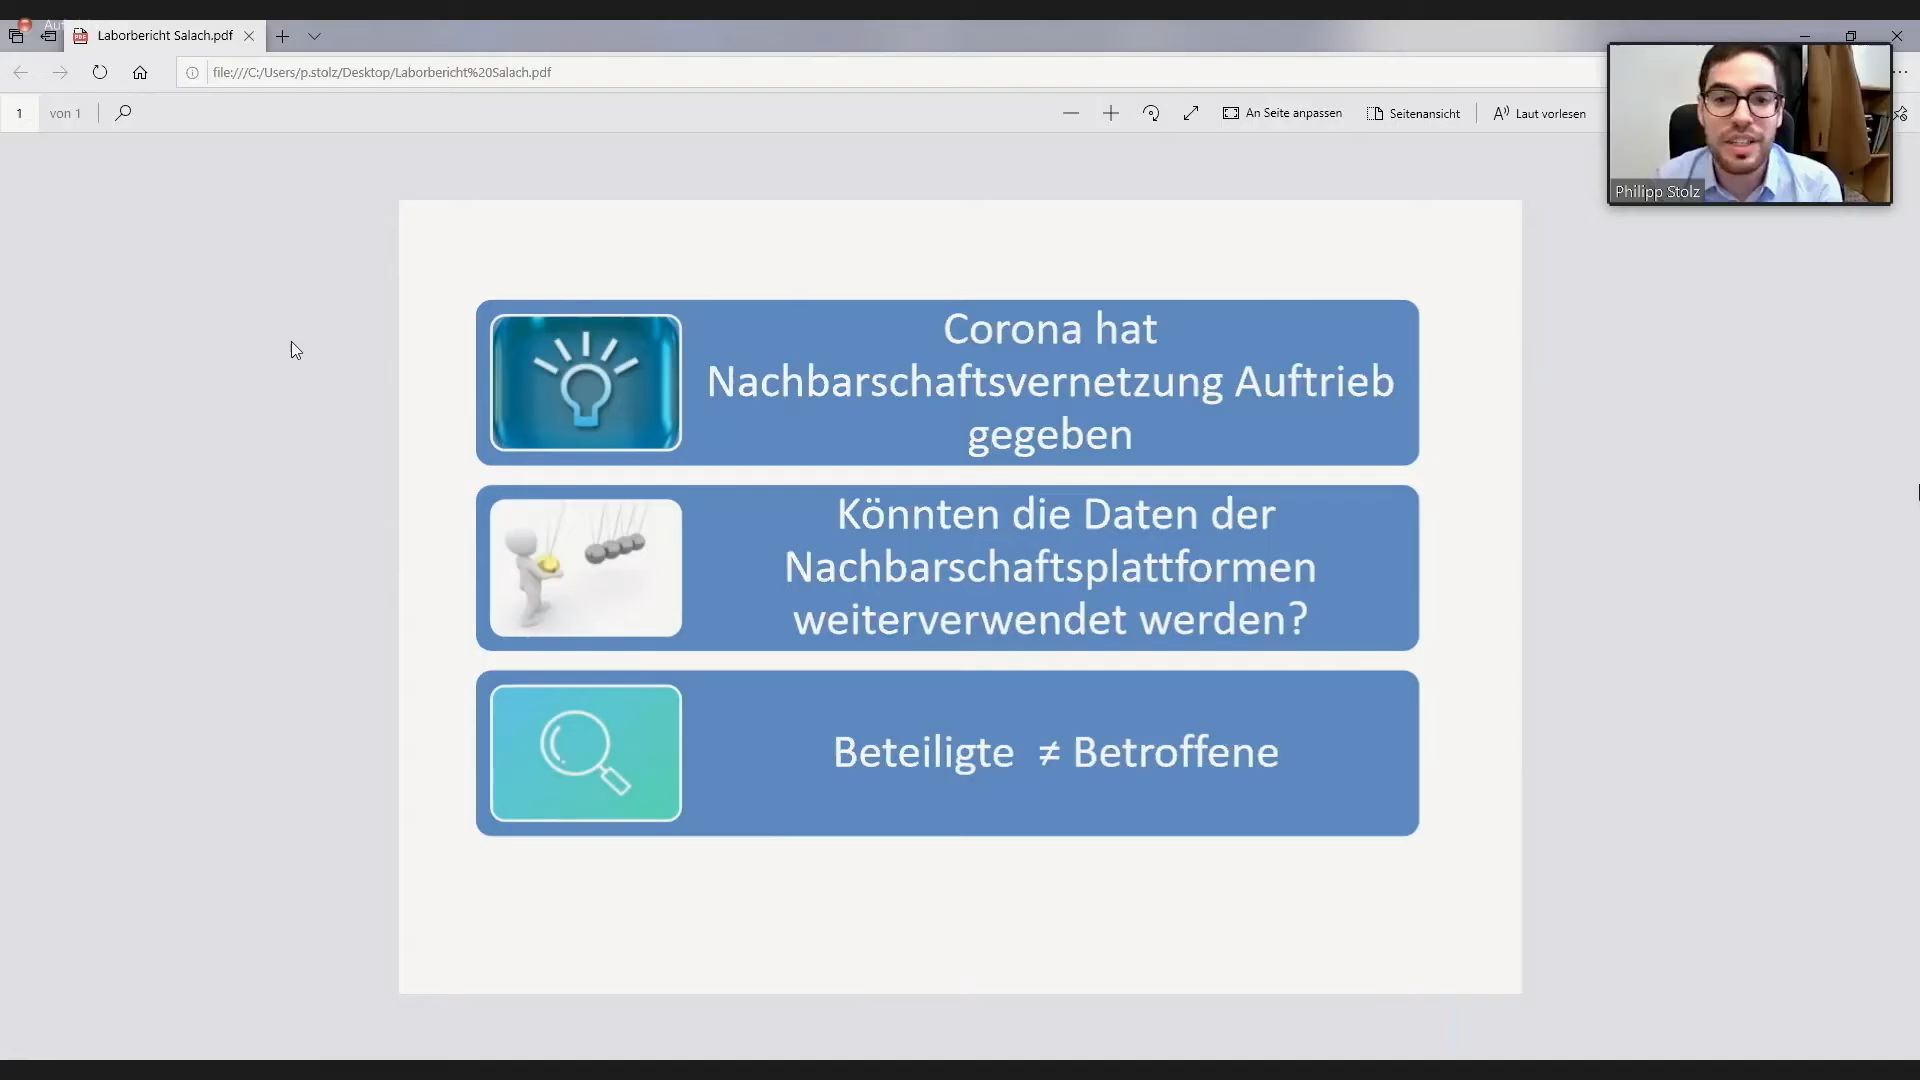 Laborbericht Salach.pdf
file:///C:/Users/p.stolz/Desktop/Laborbericht%20Salach.pdf
1 von 1
An Seite anpassen
Seitenansicht
Laut vorlesen
Philipp Stolz
Corona hat
Nachbarschaftsvernetzung Auftrieb
gegeben
Könnten die Daten der
Nachbarschaftsplattformen
weiterverwendet werden?
Beteiligte ≠ Betroffene